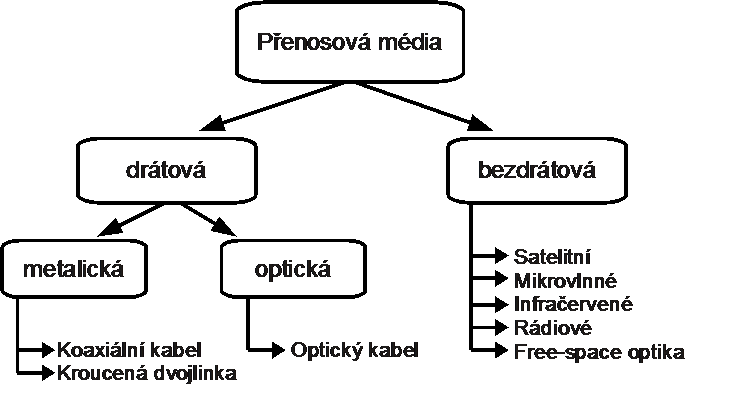 Přenosová média
drátová
bezdrátová
metalická
optická
Koaxiální kabel
Kroucená dvojlinka
Optický kabel
Satelitní
Mikrovlnné
Infračervené
Rádiové
Free-space optika